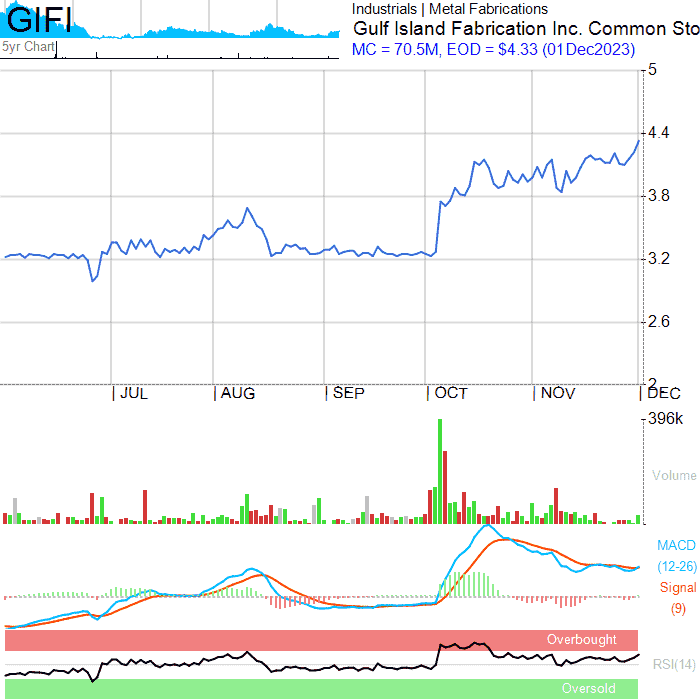 GIFI
5yr Chart
Industrials | Metal Fabrications
Gulf Island Fabrication Inc. Common Sto
MC = 70.5M, EOD = $4.33 (01Dec2023)
5
4.4
3.8
3.2
2.6
2
JUL AUG SEP OCT NOV DEC
396k
Volume
MACD
(12-26)
Signal
(9)
Overbought
RSI(14)
Oversold